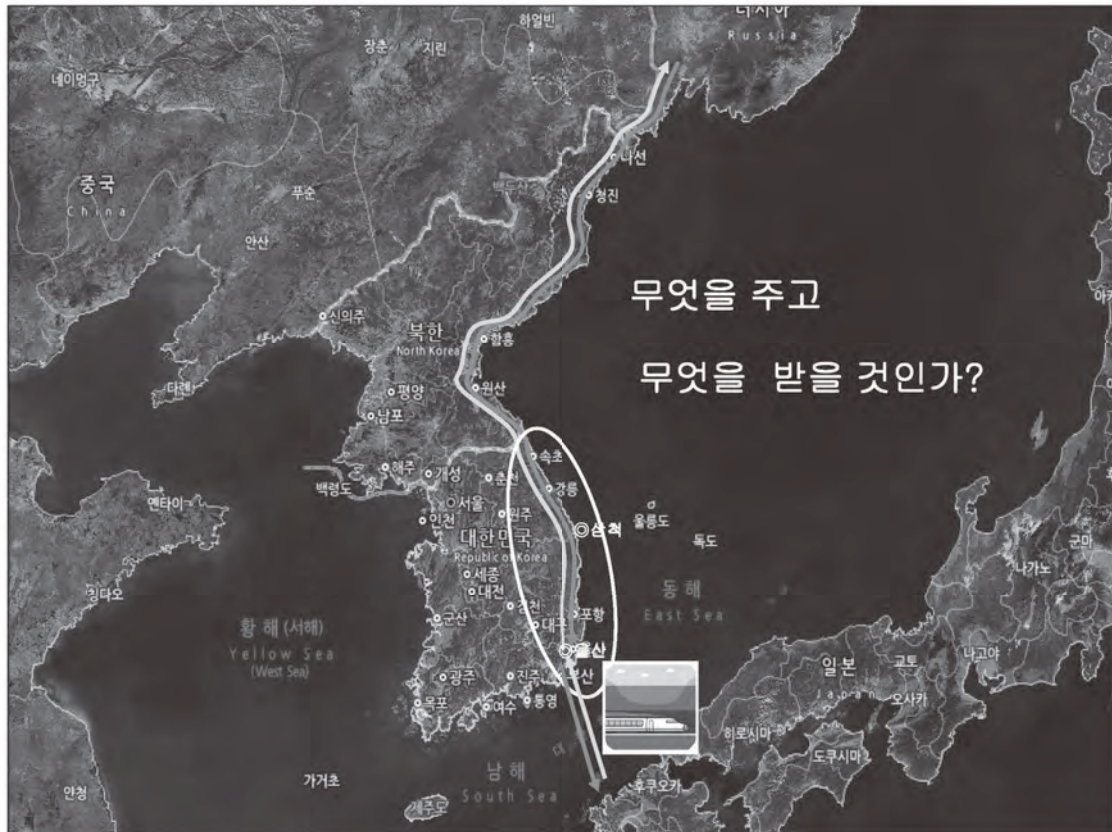 하얼빈
러시아
Russia
장춘
지린
네이멍구
나선
중국
China
백두산
푸순
청진
안산
무엇을 주고
신의주
북한
North Korea
함흥
무엇을 받을 것인가?
다롄
평양
원산
남포
속초
해주
개성
춘천
백령도
강릉
옌타이
서울
인천
원주
울릉도
삼척
대한민국
독도
군마
Republic of Korea
나가노
세종
대전
동해
칭다오
김천
East Sea
군산
포항
대구
황해 (서해)
Yellow Sea
울산
(West Sea)
일본
교토
나고야
광주
진주
부산
Japan
오사카
목포
여수
통영
히로시마
도쿠시마
가거초
남해
후쿠오카
South Sea
제주도